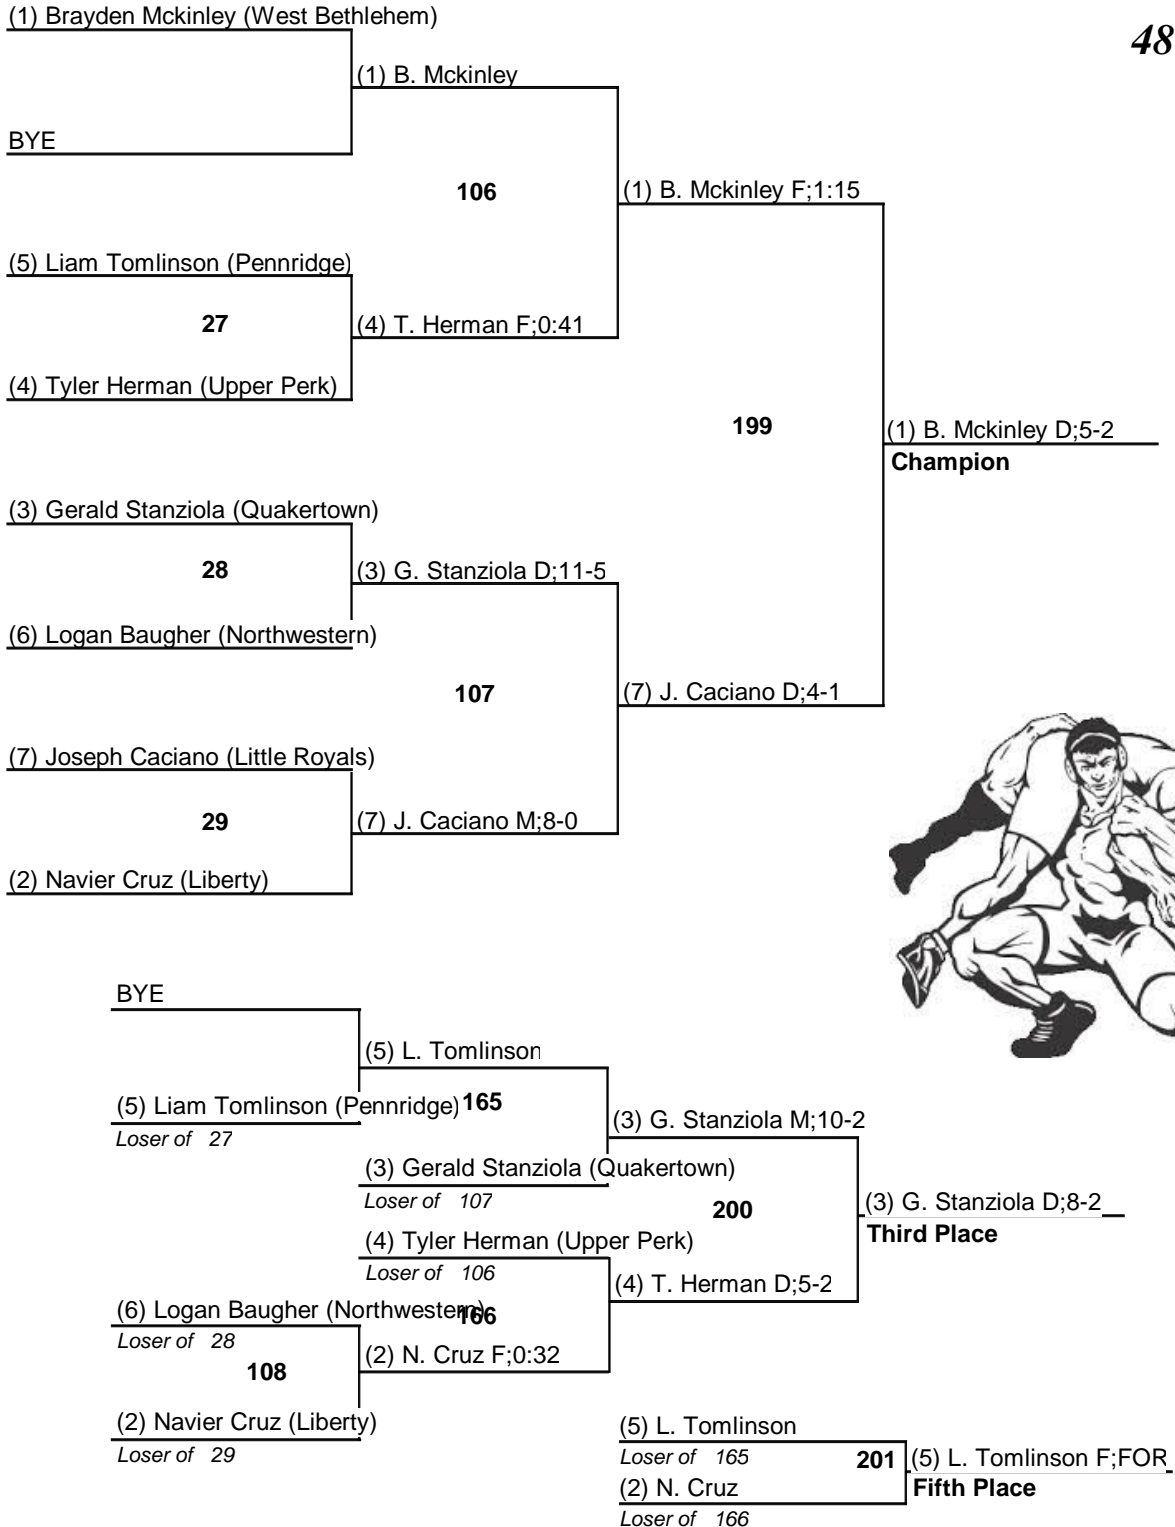 (1) Brayden Mckinley (West Bethlehem)
48
(1) B. Mckinley
BYE
106
(1) B. Mckinley F;1:15
(5) Liam Tomlinson (Pennridge)
27
(4) T. Herman F;0:41
(4) Tyler Herman (Upper Perk)
199
(1) B. Mckinley D;5-2
Champion
(3) Gerald Stanziola (Quakertown)
28
(3) G. Stanziola D;11-5
(6) Logan Baugher (Northwestern)
107
(7) J. Caciano D;4-1
(7) Joseph Caciano (Little Royals)
29
(7) J. Caciano M;8-0
(2) Navier Cruz (Liberty)
BYE
(5) L. Tomlinson
(5) Liam Tomlinson (Pennridge)
165
Loser of 27
(3) G. Stanziola M;10-2
(3) Gerald Stanziola (Quakertown)
Loser of 107
200
(3) G. Stanziola D;8-2
Third Place
(4) Tyler Herman (Upper Perk)
Loser of 106
(4) T. Herman D;5-2
(6) Logan Baugher (Northwestern)
166
Loser of 28
(2) N. Cruz F;0:32
108
(2) Navier Cruz (Liberty)
Loser of 29
(5) L. Tomlinson
Loser of 165
201
(5) L. Tomlinson F;FOR
Fifth Place
(2) N. Cruz
Loser of 166